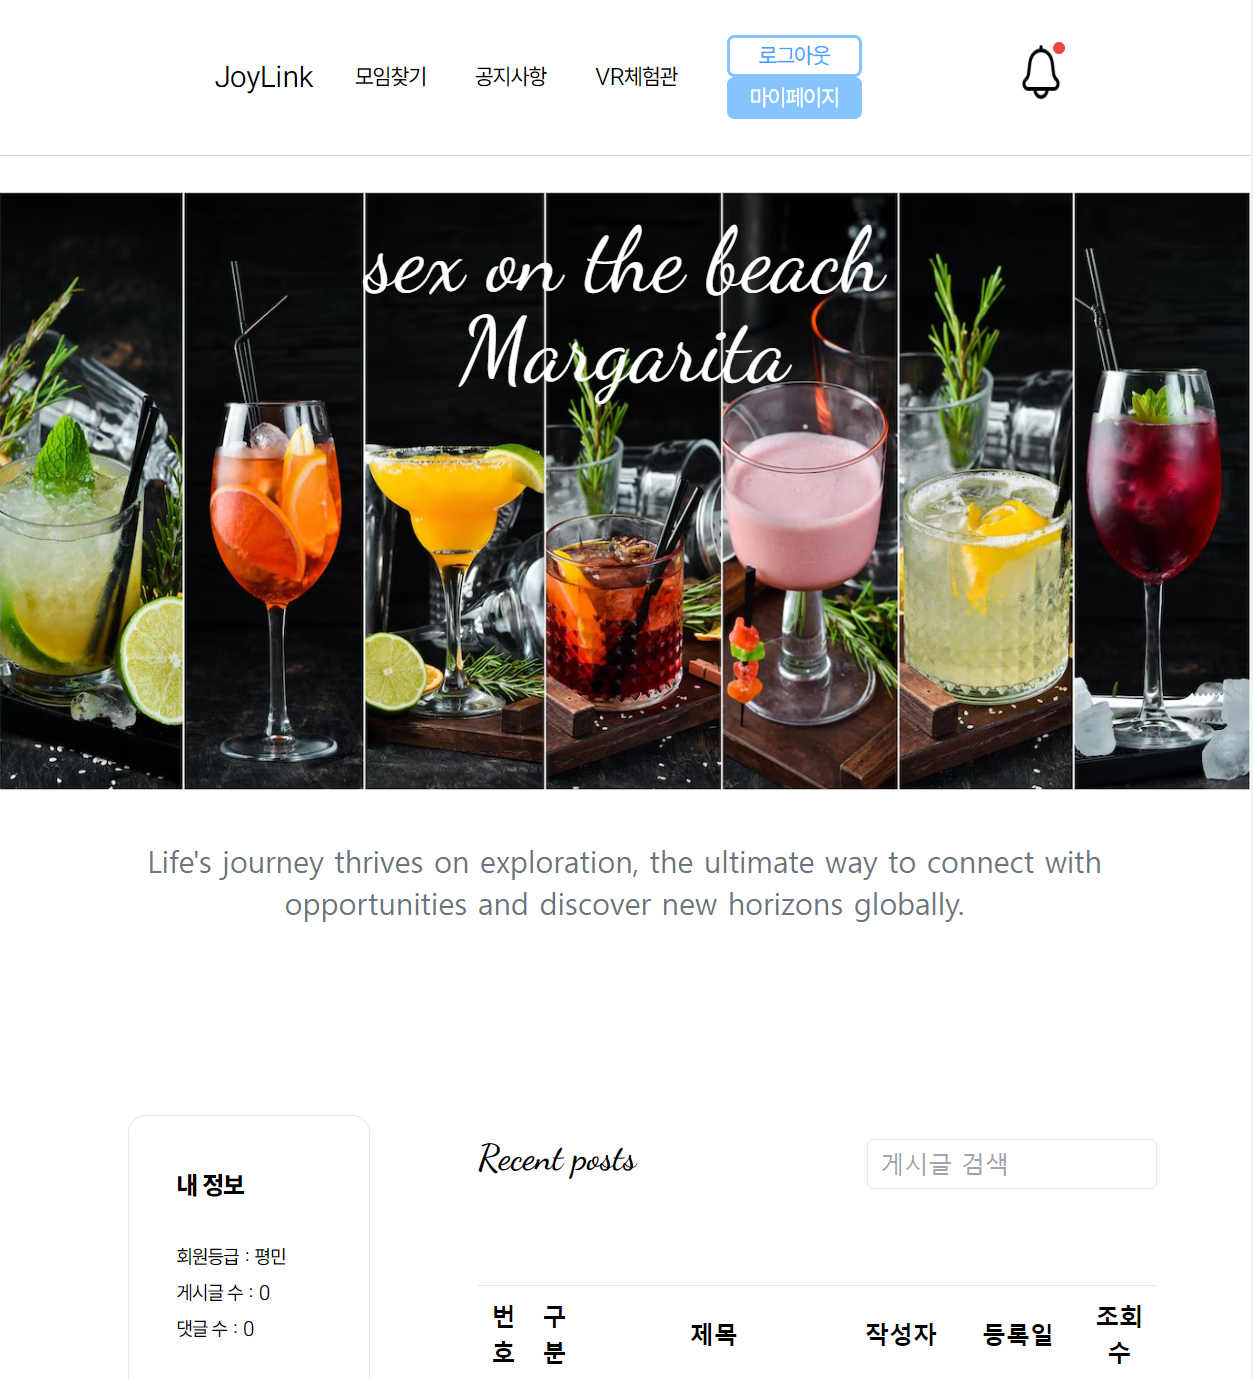 JoyLink 모임찾기 공지사항 VR체험관 로그아웃
마이페이지
sex on the beach
Margarita
Life's journey thrives on exploration, the ultimate way to connect with
opportunities and discover new horizons globally.
내 정보
회원등급 : 평민
게시글 수 : 0
댓글 수 : 0
Recent posts 게시글 검색
번호 구분 제목 작성자 등록일 조회수